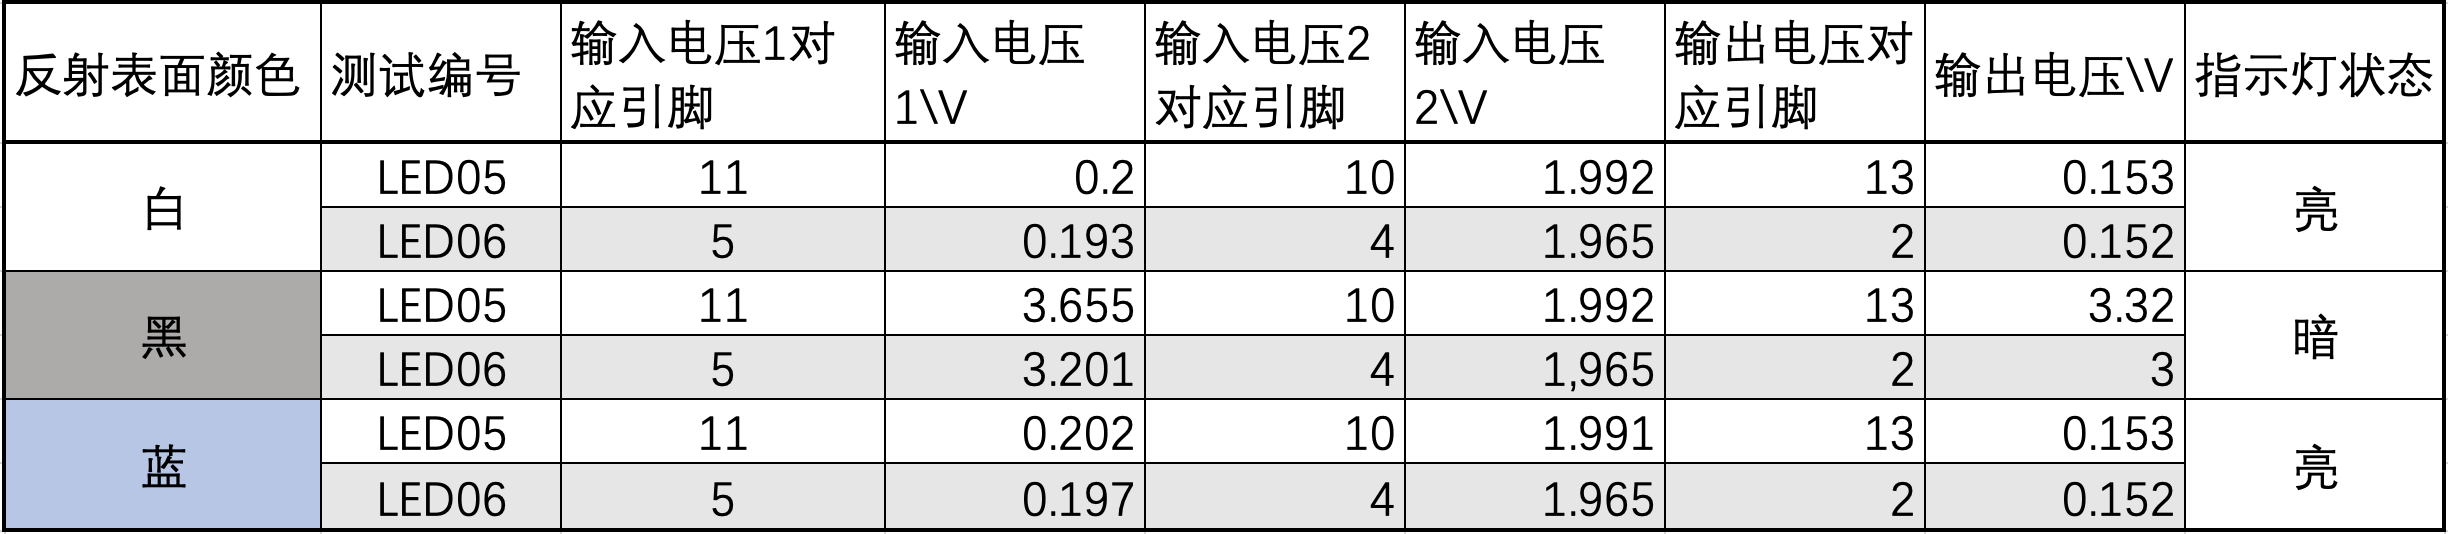 反射表面颜色 测试编号 输入电压1对应引脚 输入电压1\V 输入电压2对应引脚 输入电压2\V 输出电压对应引脚 输出电压\V 指示灯状态
白 LED05 11 0.2 10 1.992 13 0.153 亮
LED06 5 0.193 4 1.965 2 0.152
黑 LED05 11 3.655 10 1.992 13 3.32 暗
LED06 5 3.201 4 1,965 2 3
蓝 LED05 11 0.202 10 1.991 13 0.153 亮
LED06 5 0.197 4 1.965 2 0.152